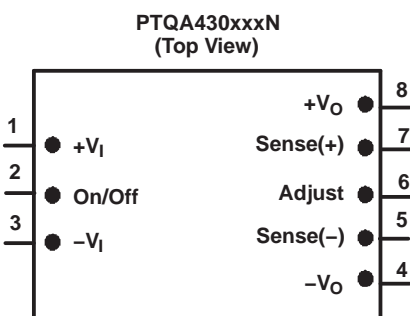 PTQA430xxxN
(Top View)
+VO
8
1
+VI
Sense(+)
7
2
On/Off
Adjust
6
3
−VI
Sense(−)
5
−VO
4